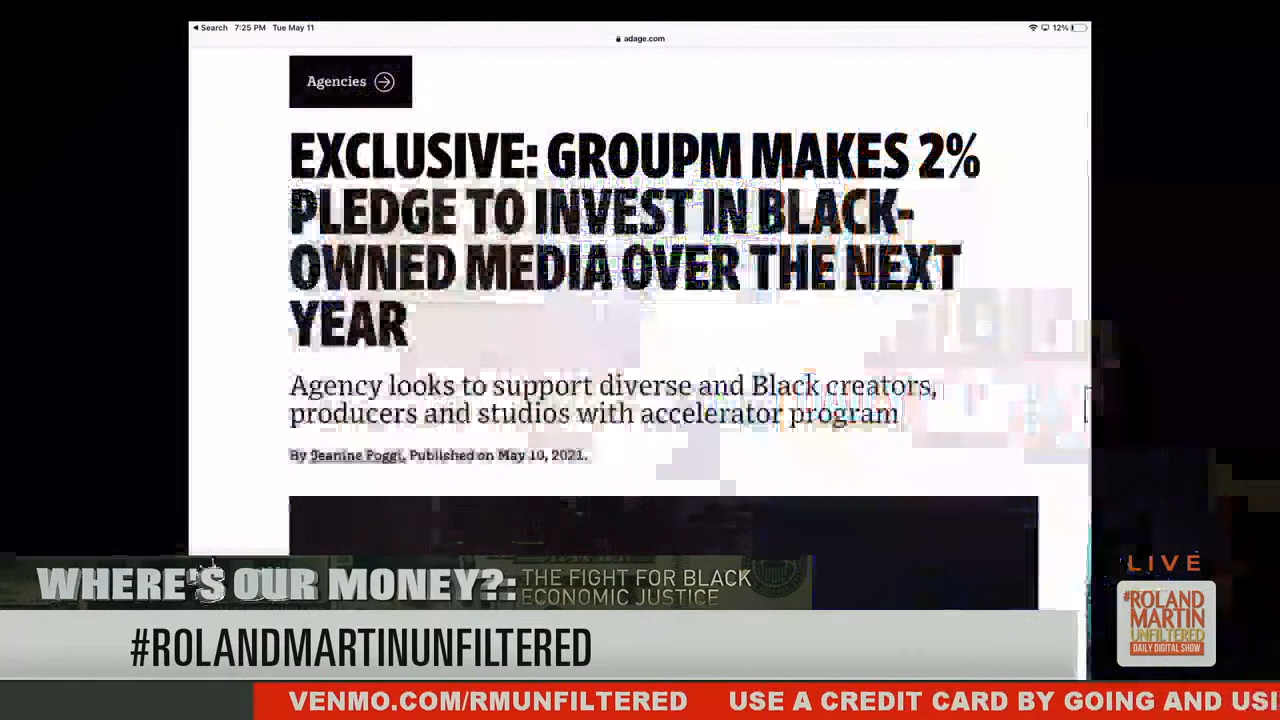 Search 7:25 PM Tue May 11
12%
adage.com
Agencies
EXCLUSIVE: GROUPM MAKES 2%
PLEDGE TO INVEST IN BLACK-
OWNED MEDIA OVER THE NEXT
YEAR
Agency looks to support diverse and Black creators,
producers and studios with accelerator program
By Jeanine Poggi. Published on May 10, 2021.
WHERE'S OUR MONEY?: THE FIGHT FOR BLACK
ECONOMIC JUSTICE
#ROLANDMARTINUNFILTERED
LIVE
#ROLAND
MARTIN
UNFILTERED
DAILY DIGITAL SHOW
VENMO.COM/RMUNFILTERED USE A CREDIT CARD BY GOING AND USI